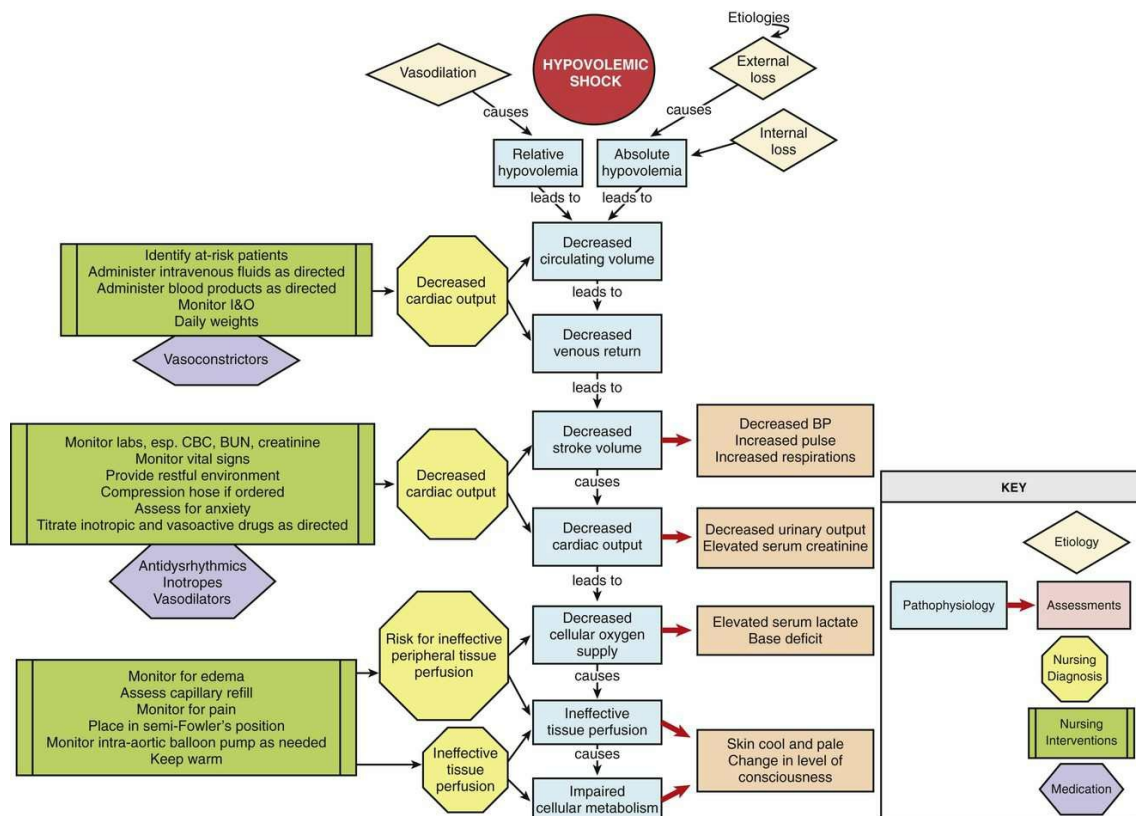 Etiologies
HYPOVOLEMIC
SHOCK
Vasodilation
External
loss
causes
causes
Internal
loss
Relative
hypovolemia
Absolute
hypovolemia
leads to
leads to
Identify at-risk patients
Administer intravenous fluids as directed
Administer blood products as directed
Monitor I&O
Daily weights
Vasoconstrictors
Decreased
cardiac output
Decreased
circulating volume
leads to
Decreased
venous return
leads to
Monitor labs, esp. CBC, BUN, creatinine
Monitor vital signs
Provide restful environment
Compression hose if ordered
Assess for anxiety
Titrate inotropic and vasoactive drugs as directed
Antidysrhythmics
Inotropes
Vasodilators
Decreased
cardiac output
Decreased
stroke volume
Decreased BP
Increased pulse
Increased respirations
causes
Decreased
cardiac output
Decreased urinary output
Elevated serum creatinine
leads to
Monitor for edema
Assess capillary refill
Monitor for pain
Place in semi-Fowler's position
Monitor intra-aortic balloon pump as needed
Keep warm
Risk for ineffective
peripheral tissue
perfusion
Decreased
cellular oxygen
supply
Elevated serum lactate
Base deficit
causes
Ineffective
tissue perfusion
Ineffective
tissue
perfusion
causes
Skin cool and pale
Change in level of
consciousness
Impaired
cellular metabolism
KEY
Etiology
Pathophysiology
Assessments
Nursing
Diagnosis
Nursing
Interventions
Medication